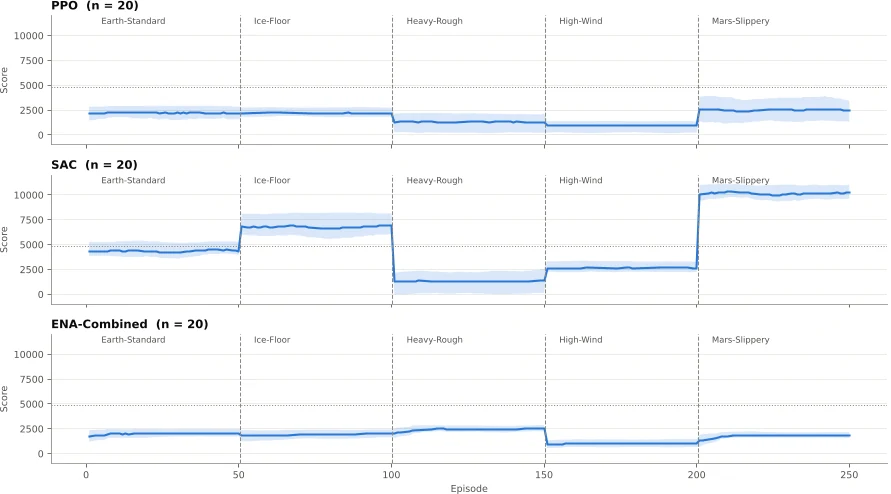 PPO (n = 20)
Earth-Standard Ice-Floor Heavy-Rough High-Wind Mars-Slippery
10000
7500
5000
2500
0
Score
SAC (n = 20)
Earth-Standard Ice-Floor Heavy-Rough High-Wind Mars-Slippery
10000
7500
5000
2500
0
Score
ENA-Combined (n = 20)
Earth-Standard Ice-Floor Heavy-Rough High-Wind Mars-Slippery
10000
7500
5000
2500
0
Score
0 50 100 150 200 250
Episode